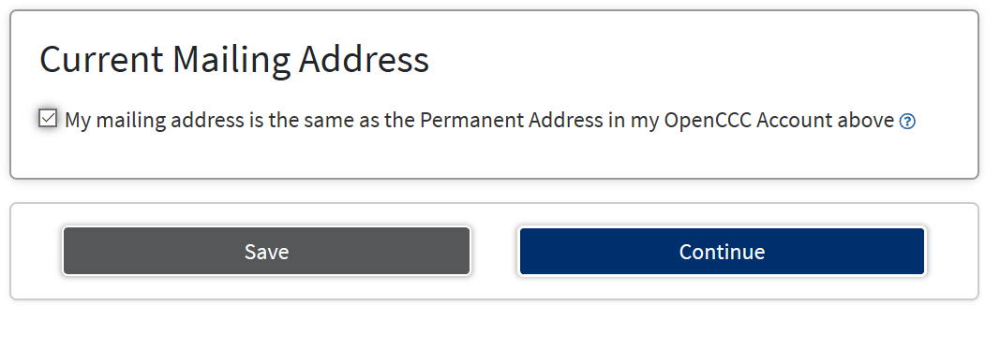 Current Mailing Address
My mailing address is the same as the Permanent Address in my OpenCCC Account above ?
Save
Continue